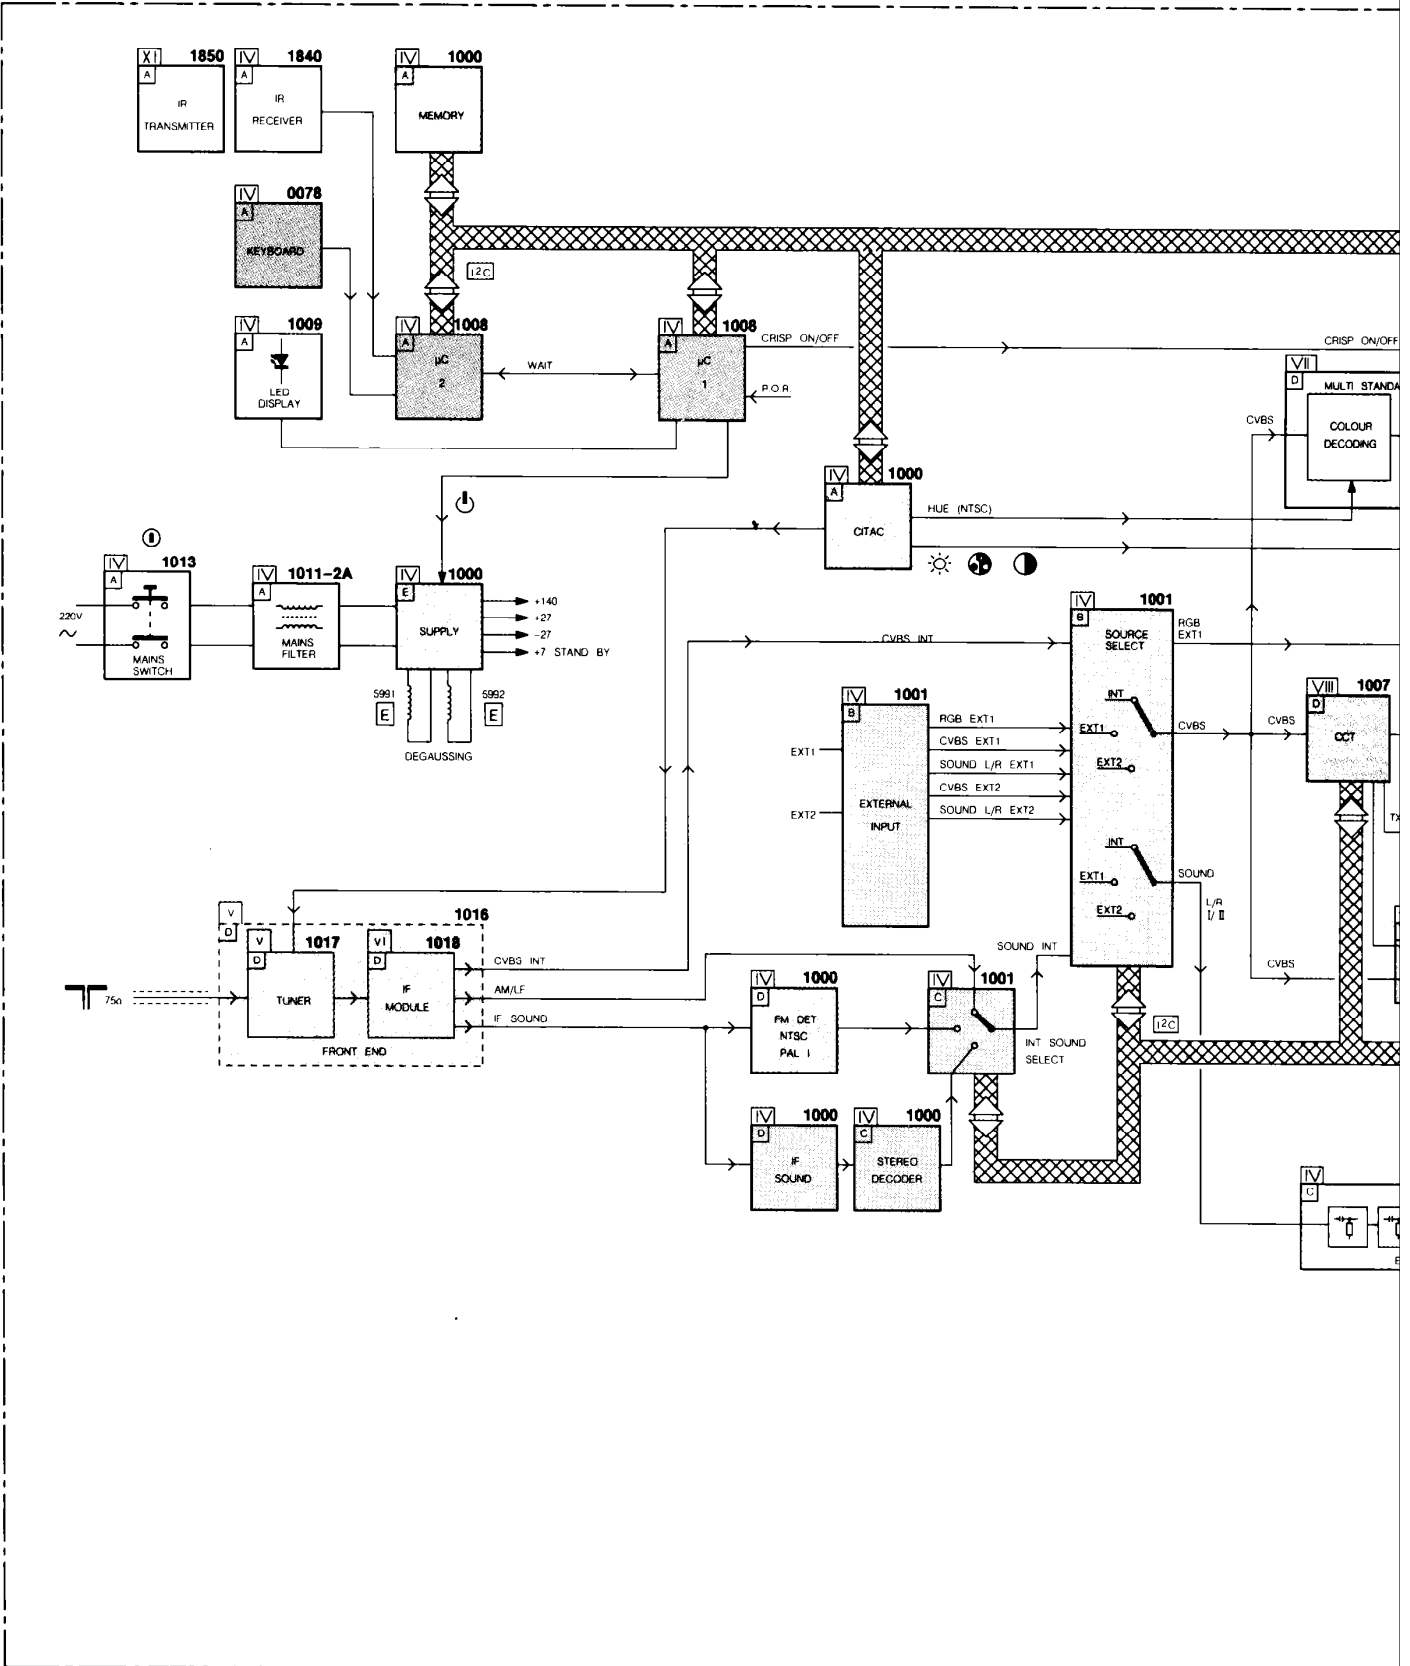 XI 1850
A
IR
TRANSMITTER
IV 1840
A
IR
RECEIVER
IV 1000
A
MEMORY
IV 0078
A
KEYBOARD
I²C
IV 1009
A
LED
DISPLAY
IV 1008
A
µC
2
WAIT
IV 1008
A
µC
1
CRISP ON/OFF
P.O.R.
CRISP ON/OFF
VII
D MULTI STANDA
CVBS
COLOUR
DECODING
IV 1000
A
CITAC
HUE (NTSC)
IV 1013
A
220V
MAINS
SWITCH
IV 1011-2A
A
MAINS
FILTER
IV 1000
E
SUPPLY
+140
+27
-27
+7 STAND BY
5991
E
5992
E
DEGAUSSING
CVBS INT
IV 1001
B
SOURCE
SELECT
RGB
EXT1
INT
EXT1
EXT2
CVBS
CVBS
VIII 1007
D
CCT
TX
IV 1001
B
EXT1
EXT2
EXTERNAL
INPUT
RGB EXT1
CVBS EXT1
SOUND L/R EXT1
CVBS EXT2
SOUND L/R EXT2
INT
EXT1
EXT2
SOUND
L/R
I/II
CVBS
V 1016
D
V 1017
D
TUNER
VI 1018
D
IF
MODULE
FRONT END
75Ω
CVBS INT
AM/LF
IF SOUND
IV 1000
D
FM DET
NTSC
PAL I
SOUND INT
IV 1001
C
INT SOUND
SELECT
I²C
IV 1000
D
IF
SOUND
IV 1000
C
STEREO
DECODER
IV
C
E